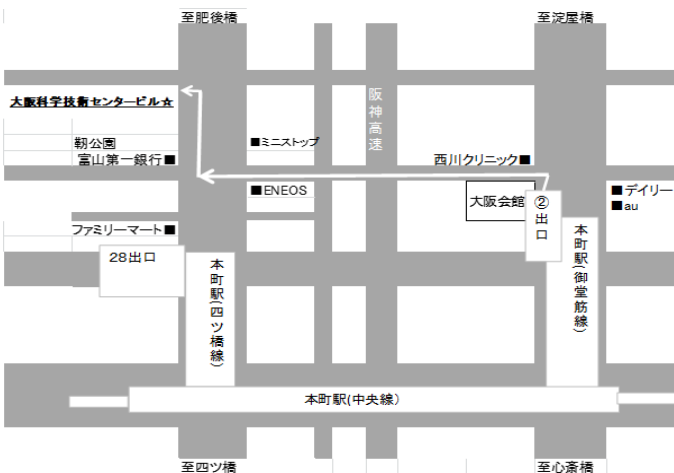 至肥後橋
至淀屋橋
阪神高速
大阪科学技術センタービル☆
靭公園
■ミニストップ
富山第一銀行■
西川クリニック■
■ENEOS
大阪会館
②出口
■デイリー
■au
ファミリーマート■
28出口
本町駅(四ツ橋線)
本町駅(御堂筋線)
本町駅(中央線)
至四ツ橋
至心斎橋